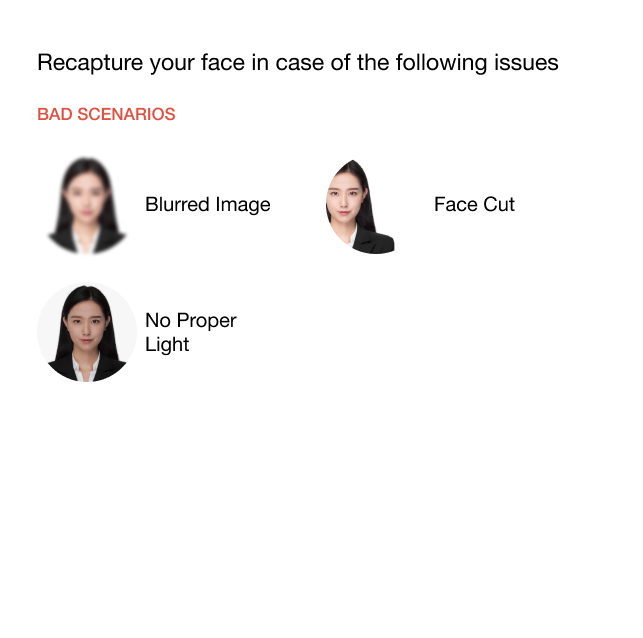 Recapture your face in case of the following issues
BAD SCENARIOS
Blurred Image
Face Cut
No Proper
Light